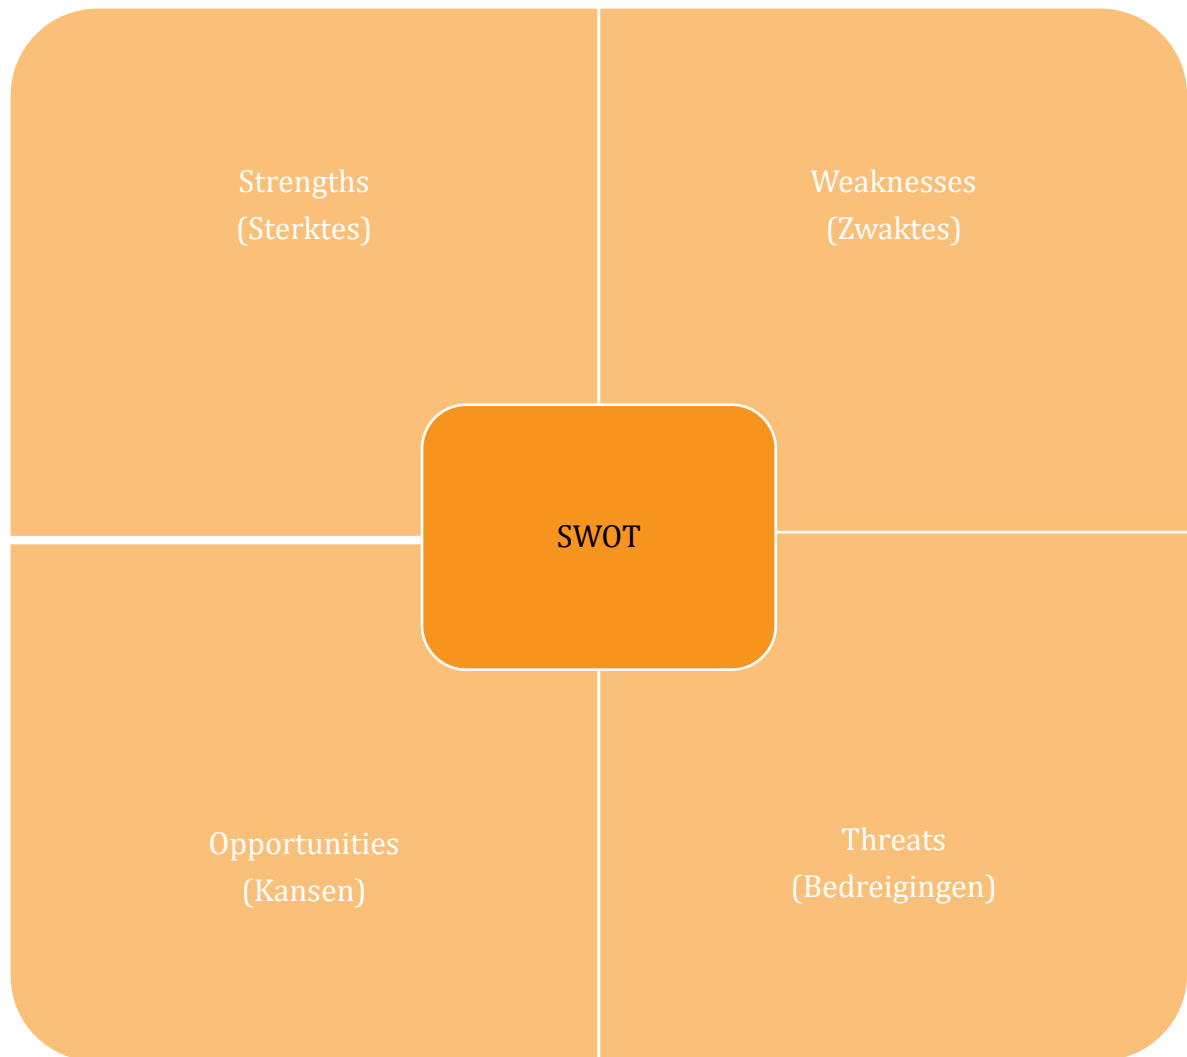 Strengths
(Sterktes)
Weaknesses
(Zwaktes)
SWOT
Opportunities
(Kansen)
Threats
(Bedreigingen)